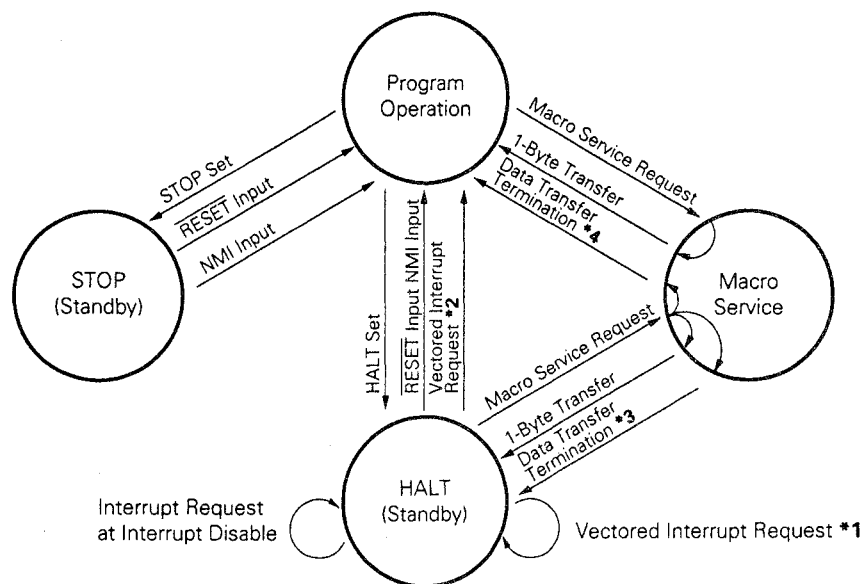 Program
Operation
STOP Set
RESET Input
NMI Input
Macro Service Request
1-Byte Transfer
Data Transfer
Termination *4
STOP
(Standby)
Macro
Service
HALT Set
RESET Input NMI Input
Vectored Interrupt
Request *2
Macro Service Request
1-Byte Transfer
Data Transfer
Termination *3
HALT
(Standby)
Interrupt Request
at Interrupt Disable
Vectored Interrupt Request *1